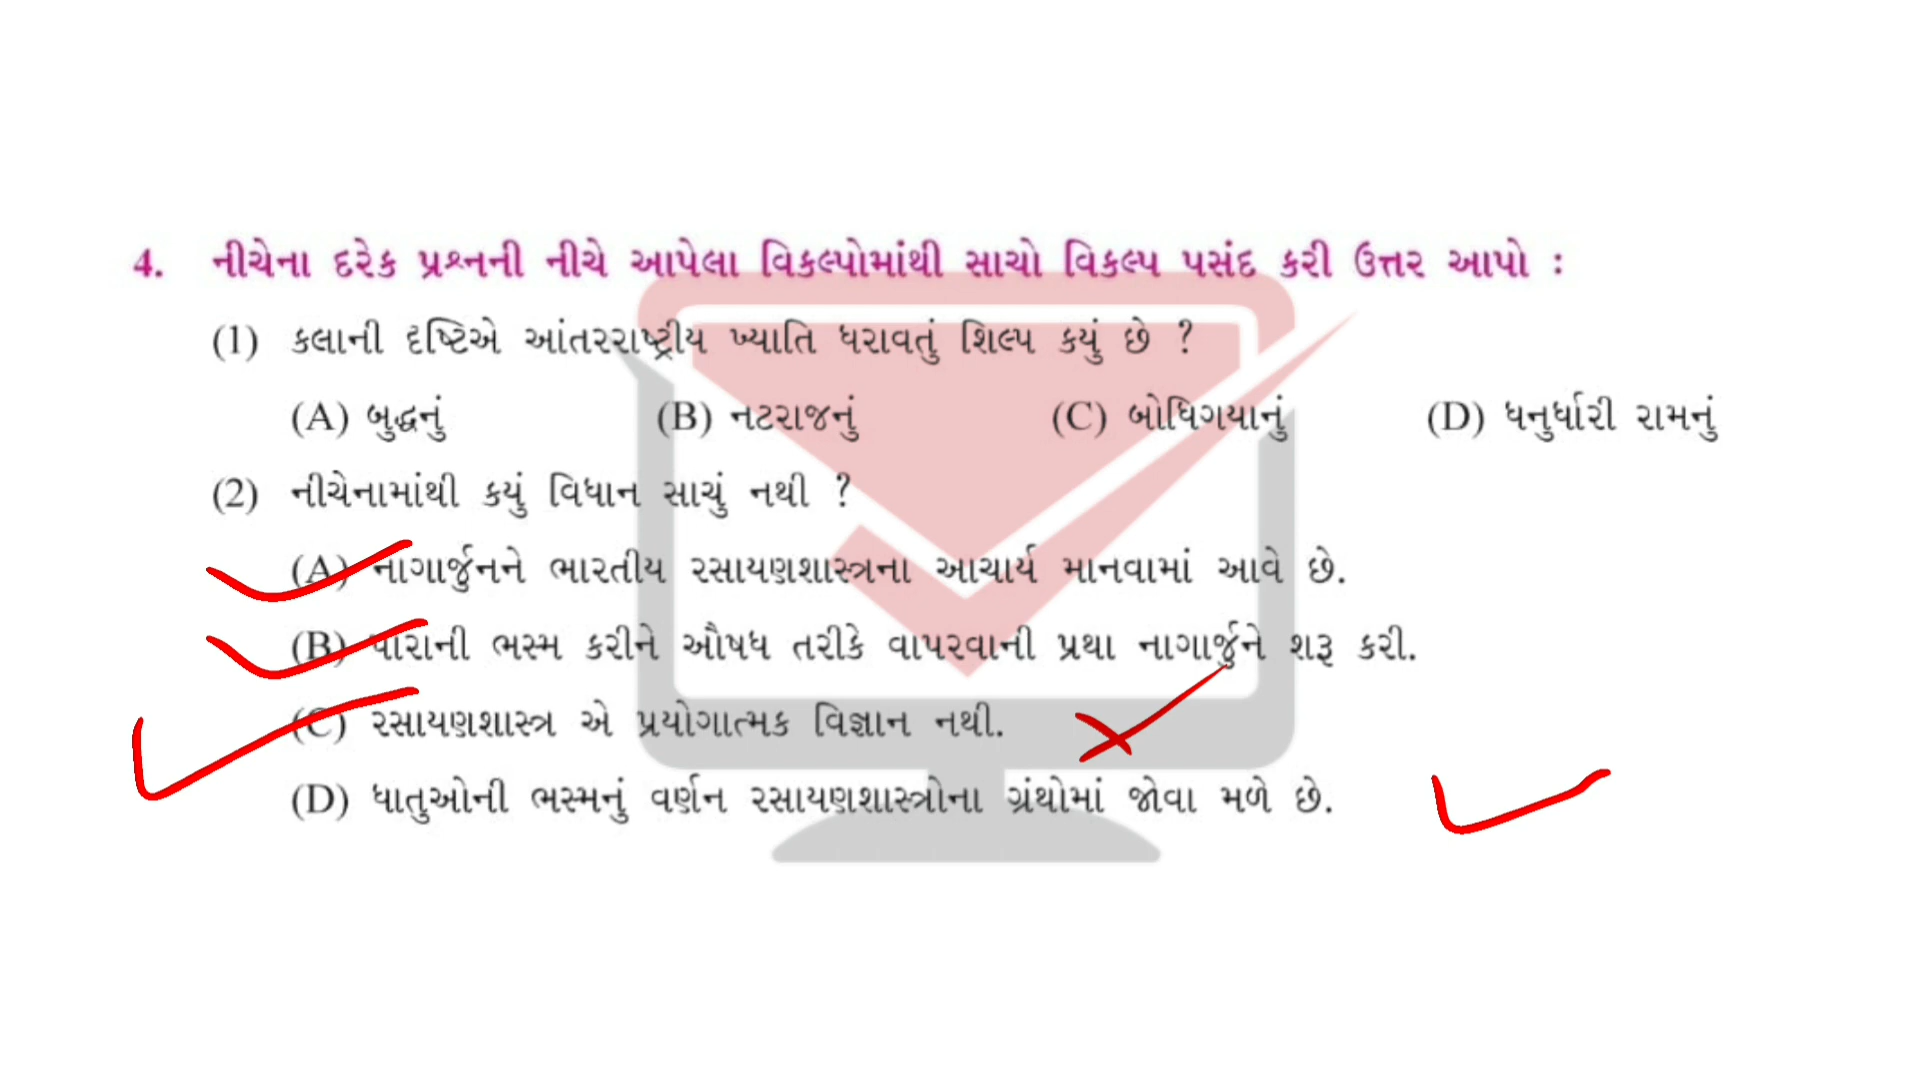 4. નીચેના દરેક પ્રશ્નની નીચે આપેલા વિકલ્પોમાંથી સાચો વિકલ્પ પસંદ કરી ઉત્તર આપો :
(1) કલાની દૃષ્ટિએ આંતરરાષ્ટ્રીય ખ્યાતિ ધરાવતું શિલ્પ કયું છે ?
(A) બુદ્ધનું (B) નટરાજનું (C) બોધિગયાનું (D) ધનુર્ધારી રામનું
(2) નીચેનામાંથી કયું વિધાન સાચું નથી ?
(A) નાગાર્જુનને ભારતીય રસાયણશાસ્ત્રના આચાર્ય માનવામાં આવે છે.
(B) પારાની ભસ્મ કરીને ઔષધ તરીકે વાપરવાની પ્રથા નાગાર્જુને શરૂ કરી.
(C) રસાયણશાસ્ત્ર એ પ્રયોગાત્મક વિજ્ઞાન નથી.
(D) ધાતુઓની ભસ્મનું વર્ણન રસાયણશાસ્ત્રોના ગ્રંથોમાં જોવા મળે છે.